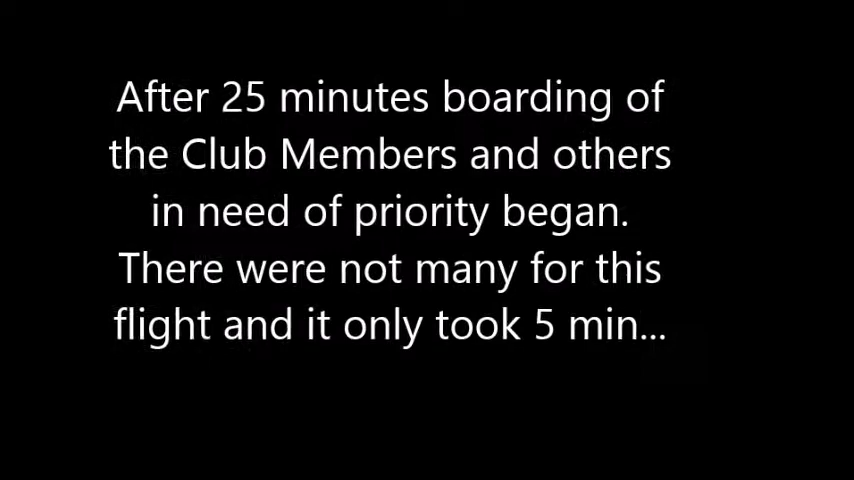 After 25 minutes boarding of
the Club Members and others
in need of priority began.
There were not many for this
flight and it only took 5 min...